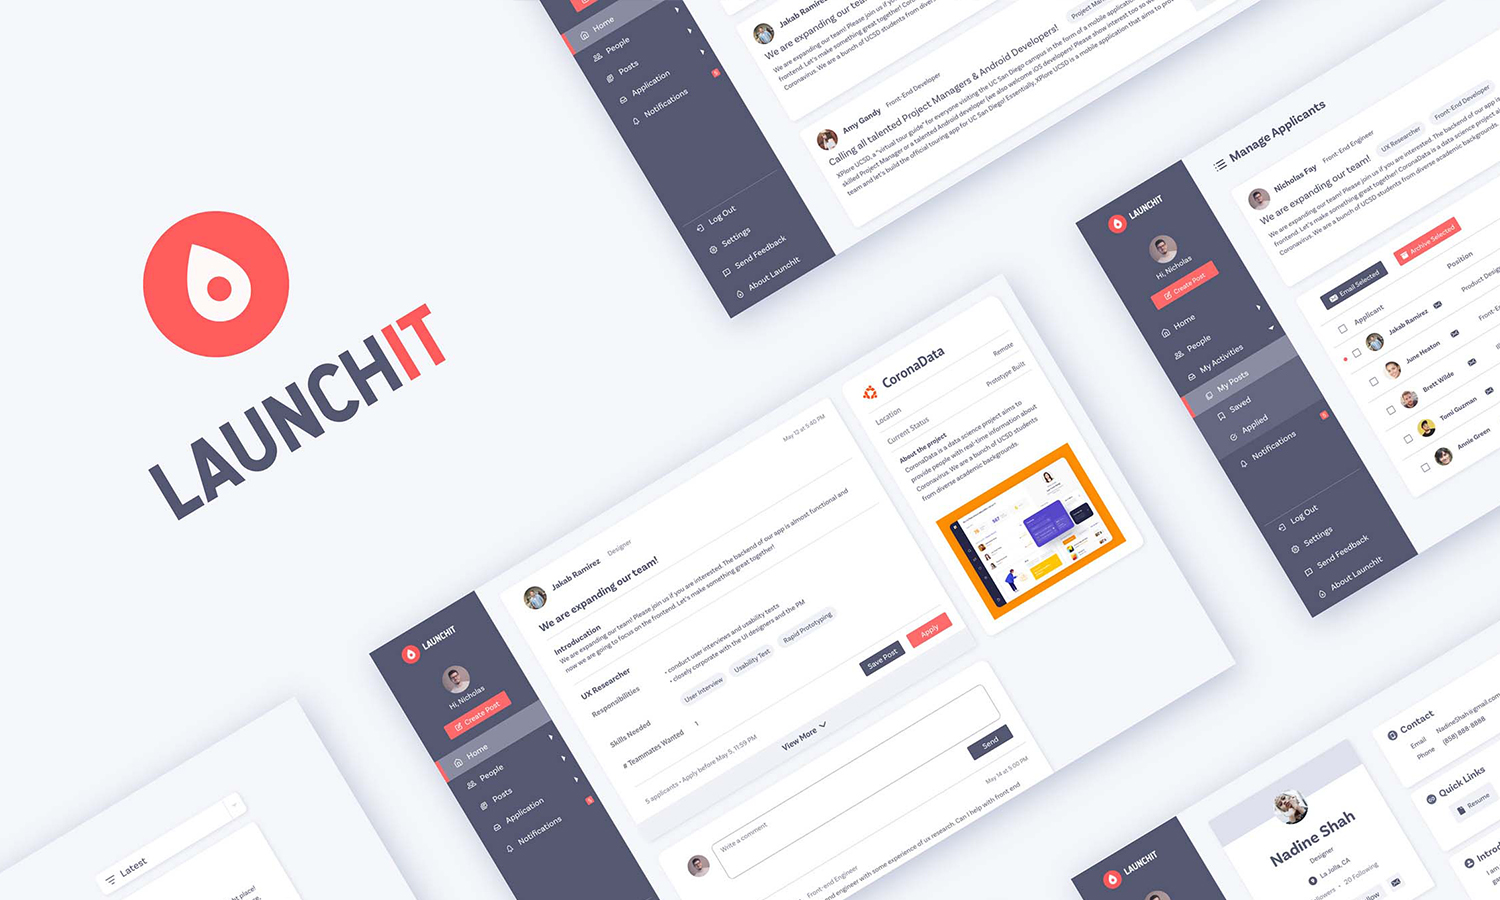 LAUNCHIT
Home
People
Posts
Application
Notifications
Log Out
Settings
Send Feedback
About LaunchIt
Jakab Ramirez
We are expanding our team!
We are expanding our team! Please join us if you are
frontend. Let's make something great together!
Coronavirus. We are a bunch of UCSD students from
Amy Gandy Front-End Developer
Calling all talented Project Managers & Android Developers!
XPlore UCSD, a "virtual tour guide" for everyone visiting the UC San Diego campus in the form of a mobile
skilled Project Manager or a talented Android developer (we also welcome iOS developers)! Please show interest too so
team and let's build the official touring app for UC San Diego! Essentially, XPlore UCSD is a mobile application that aims to
LAUNCHIT
Hi, Nicholas
Create Post
Home
People
My Activities
My Posts
Saved
Applied
Notifications
Log Out
Settings
Send Feedback
About LaunchIt
Manage Applicants
Nicholas Fay Front-End Engineer
We are expanding our team! UX Researcher Front-End Developer
We are expanding our team! Please join us if you are interested. The backend of our app is
frontend. Let's make something great together! CoronaData is a data science project
Coronavirus. We are a bunch of UCSD students from diverse academic backgrounds.
Email Selected Archive Selected
Applicant Position
Jakab Ramirez
June Heaton
Brett Wilde
Tomi Guzman
Annie Green
LAUNCHIT
Hi, Nicholas
Create Post
Home
People
Posts
Application
Notifications
May 12 at 5:40 PM
Jakab Ramirez Designer
We are expanding our team!
Introducation
We are expanding our team! Please join us if you are interested. The backend of our app is almost functional and
now we are going to focus on the frontend. Let's make something great together!
UX Researcher
Responsibilities
• conduct user interviews and usability tests
• closely corporate with the UI designers and the PM
Skills Needed
User Interview Usability Test Rapid Prototyping
# Teammates Wanted 1
5 applicants • Apply before May 5, 11:59 PM
Save Post Apply
View More
Write a comment
Send
May 14 at 5:00 PM
Front-end Engineer
engineer with some experience of ux research. Can I help with front end
CoronaData
Location Remote
Current Status Prototype Built
About the project
CoronaData is a data science project aims to
provide people with real-time information about
Coronavirus. We are a bunch of UCSD students
from diverse academic backgrounds.
Latest
place!
LAUNCHIT
Nadine Shah
Designer
La Jolla, CA
20 Following
Contact
Email NadineShah@gmail.com
Phone (858) 888-8888
Quick Links
Resume
I am